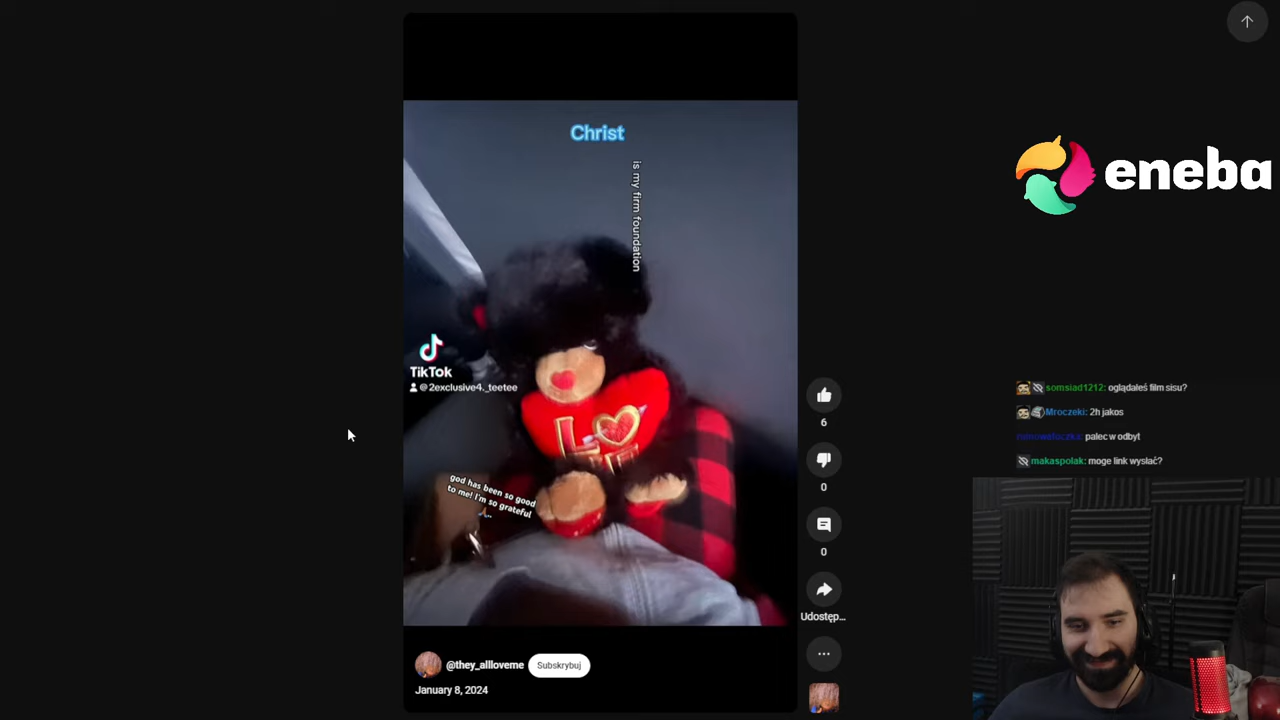 Christ
is my firm foundation
TikTok
@2exclusive4._teetee
LO
god has been so good
to me! I'm so grateful
...
6
0
0
Udostęp...
@they_allloveme
Subskrybuj
January 8, 2024
eneba
somsiad1212: oglądałeś film sisu?
Mroczeki: 2h jakos
palec w odbyt
makaspolak: moge link wysłać?